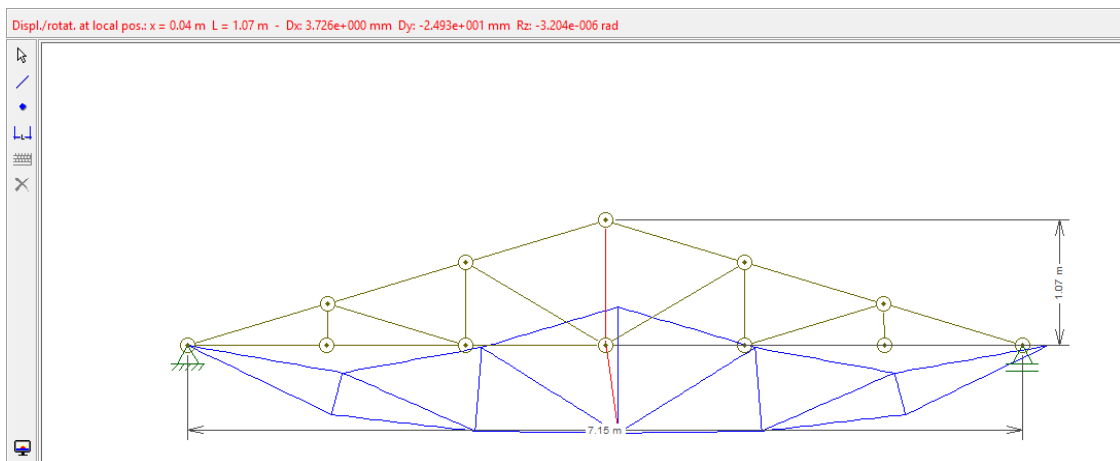 Displ./rotat. at local pos.: x = 0.04 m L = 1.07 m - Dx: 3.726e+000 mm Dy: -2.493e+001 mm Rz: -3.204e-006 rad
L
1.07 m
7.15 m